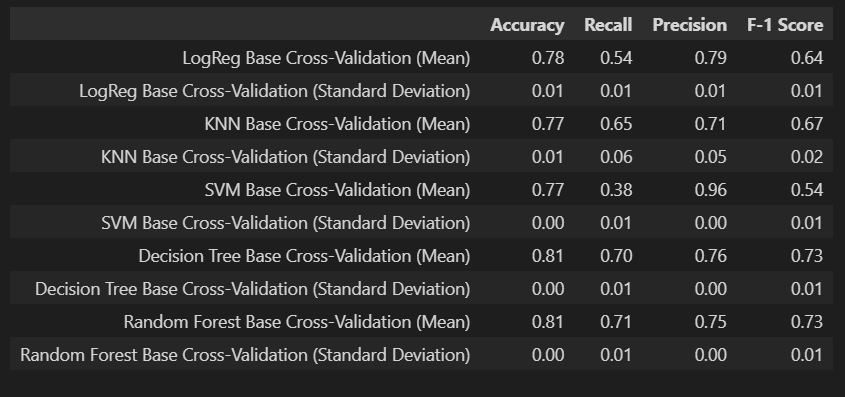 Accuracy Recall Precision F-1 Score
LogReg Base Cross-Validation (Mean) 0.78 0.54 0.79 0.64
LogReg Base Cross-Validation (Standard Deviation) 0.01 0.01 0.01 0.01
KNN Base Cross-Validation (Mean) 0.77 0.65 0.71 0.67
KNN Base Cross-Validation (Standard Deviation) 0.01 0.06 0.05 0.02
SVM Base Cross-Validation (Mean) 0.77 0.38 0.96 0.54
SVM Base Cross-Validation (Standard Deviation) 0.00 0.01 0.00 0.01
Decision Tree Base Cross-Validation (Mean) 0.81 0.70 0.76 0.73
Decision Tree Base Cross-Validation (Standard Deviation) 0.00 0.01 0.00 0.01
Random Forest Base Cross-Validation (Mean) 0.81 0.71 0.75 0.73
Random Forest Base Cross-Validation (Standard Deviation) 0.00 0.01 0.00 0.01